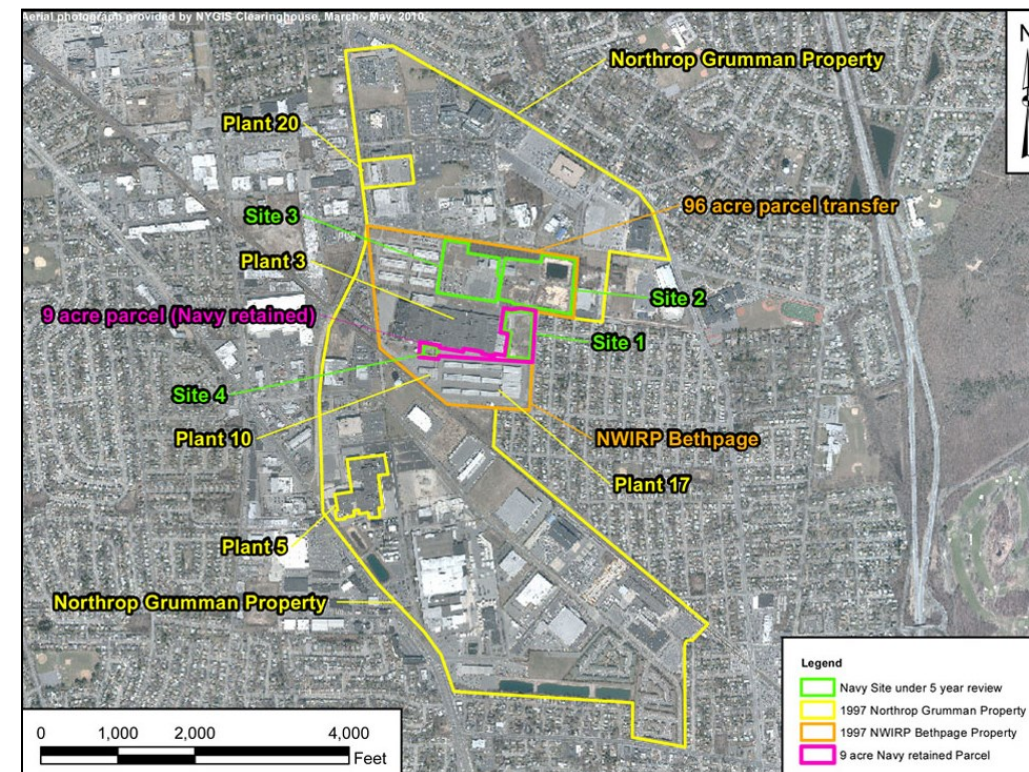 Aerial photograph provided by NYGIS Clearinghouse, March - May, 2010.
N
Northrop Grumman Property
Plant 20
96 acre parcel transfer
Site 3
Plant 3
Site 2
9 acre parcel (Navy retained)
Site 1
Site 4
Plant 10
NWIRP Bethpage
Plant 17
Plant 5
Northrop Grumman Property
Legend
Navy Site under 5 year review
1997 Northrop Grumman Property
1997 NWIRP Bethpage Property
9 acre Navy retained Parcel
0 1,000 2,000 4,000
Feet